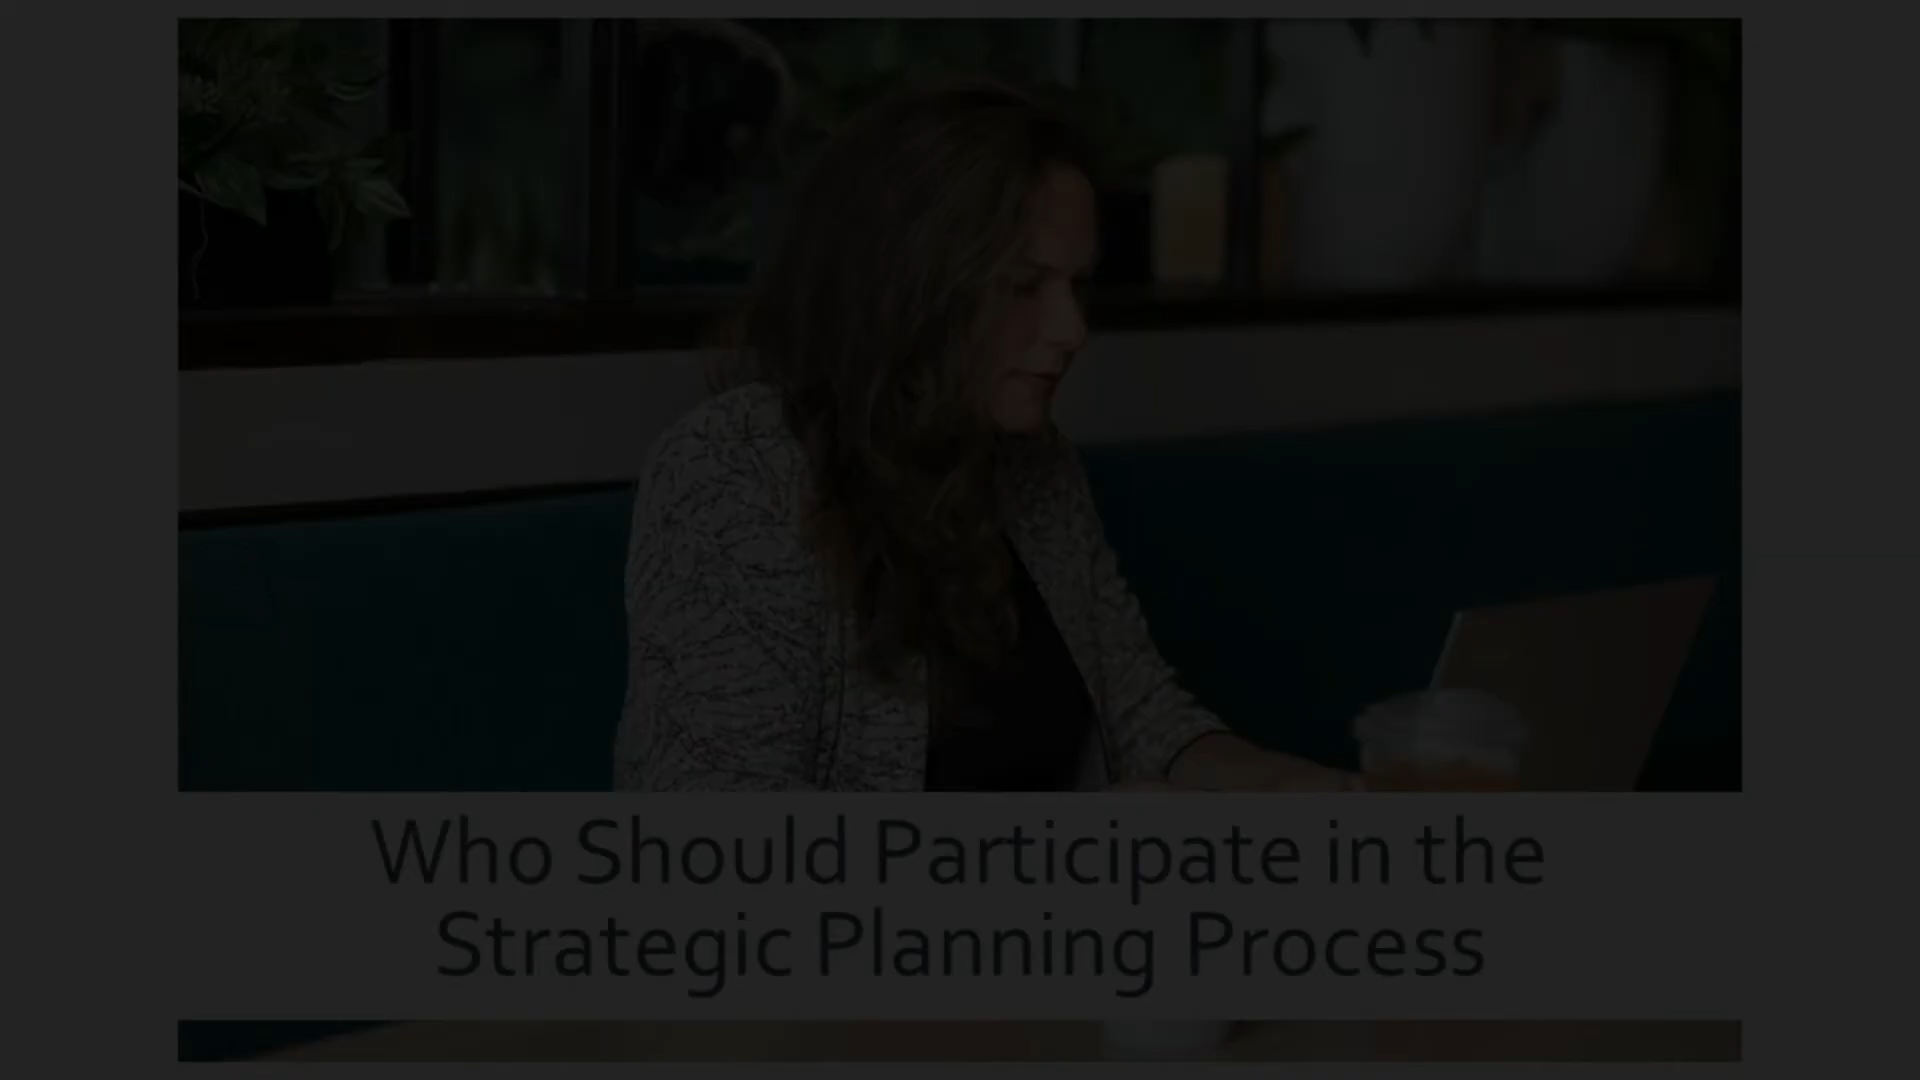 Who Should Participate in the
Strategic Planning Process